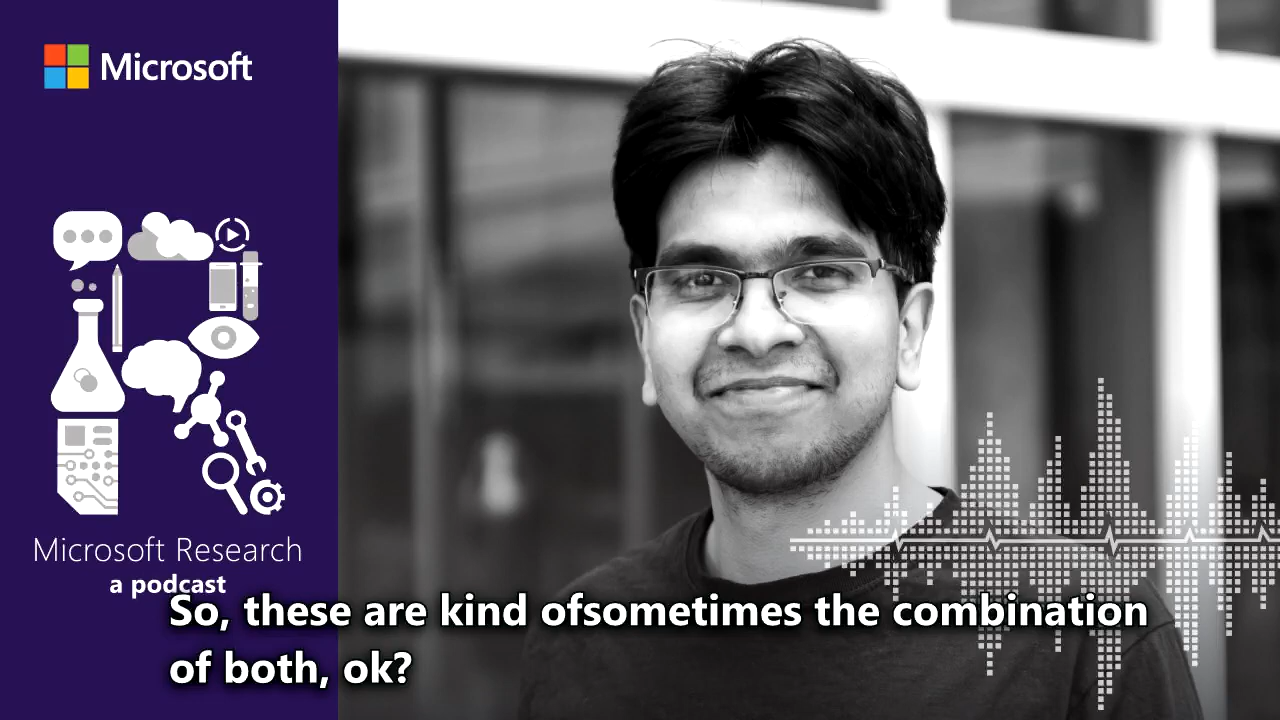 Microsoft
Microsoft Research
a podcast
So, these are kind ofsometimes the combination
of both, ok?